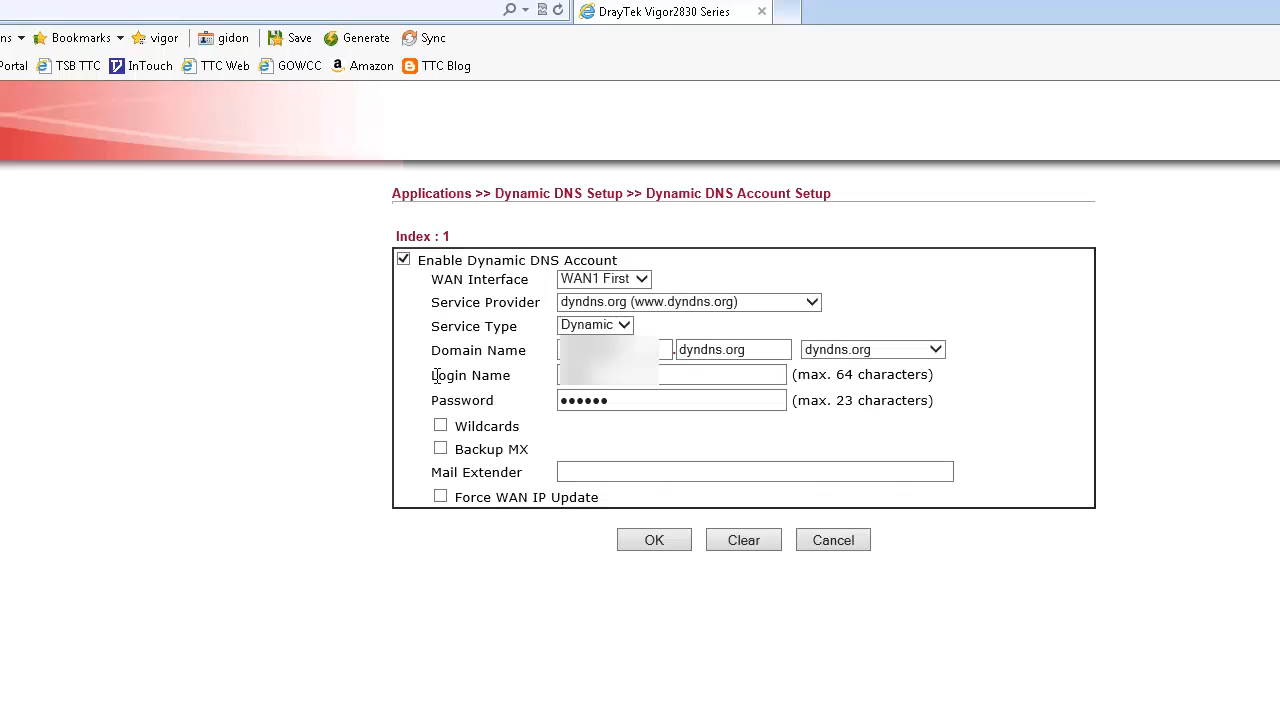 DrayTek Vigor2830 Series
ns Bookmarks vigor gidon Save Generate Sync
Portal TSB TTC InTouch TTC Web GOWCC Amazon TTC Blog
Applications >> Dynamic DNS Setup >> Dynamic DNS Account Setup
Index : 1
Enable Dynamic DNS Account
WAN Interface WAN1 First
Service Provider dyndns.org (www.dyndns.org)
Service Type Dynamic
Domain Name . dyndns.org dyndns.org
Login Name (max. 64 characters)
Password •••••• (max. 23 characters)
Wildcards
Backup MX
Mail Extender
Force WAN IP Update
OK Clear Cancel